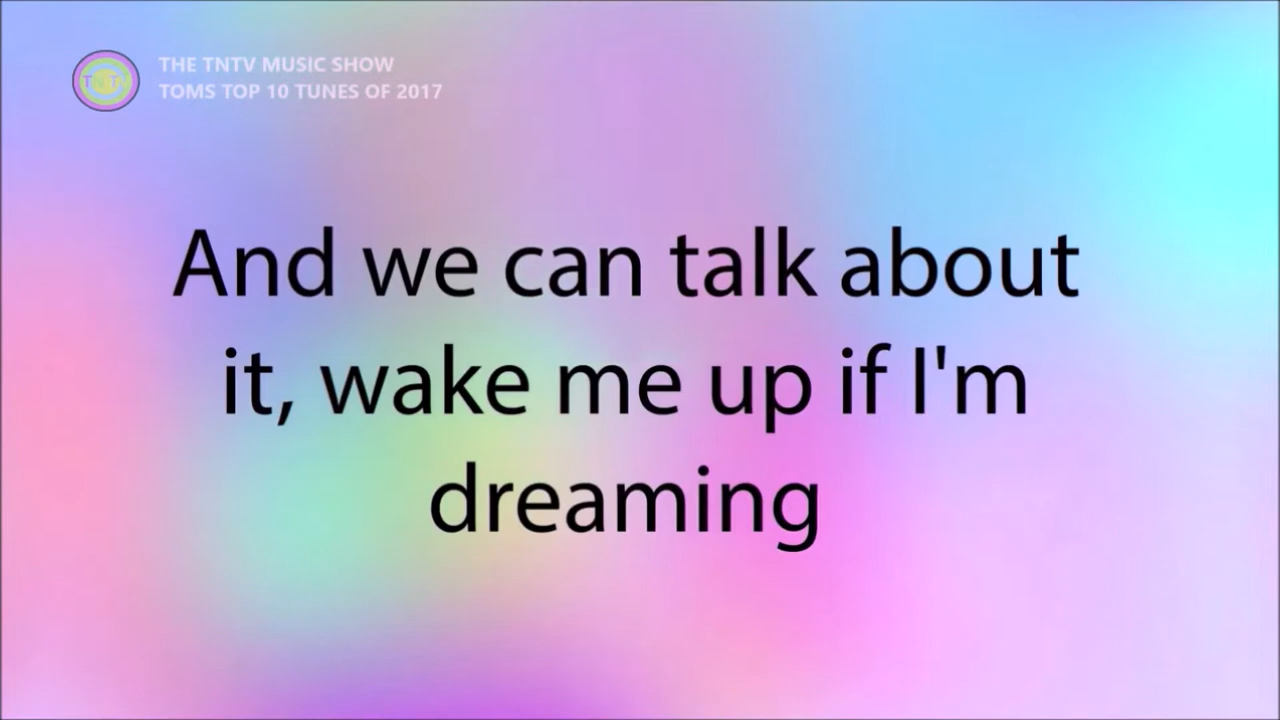 TNTV
THE TNTV MUSIC SHOW
TOMS TOP 10 TUNES OF 2017
And we can talk about
it, wake me up if I'm
dreaming